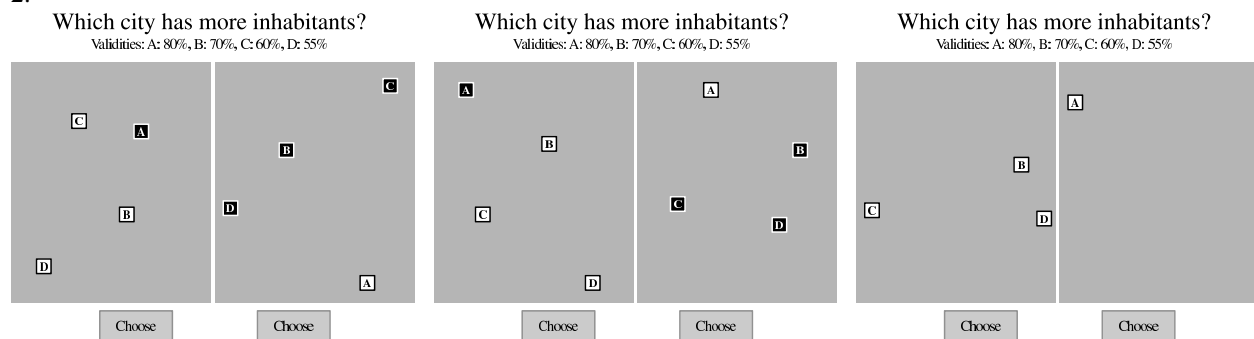 2.
Which city has more inhabitants?
Validities: A: 80%, B: 70%, C: 60%, D: 55%
C
A
B
D
C
B
D
A
Choose
Choose
Which city has more inhabitants?
Validities: A: 80%, B: 70%, C: 60%, D: 55%
A
B
C
D
A
B
C
D
Choose
Choose
Which city has more inhabitants?
Validities: A: 80%, B: 70%, C: 60%, D: 55%
B
C
D
A
Choose
Choose